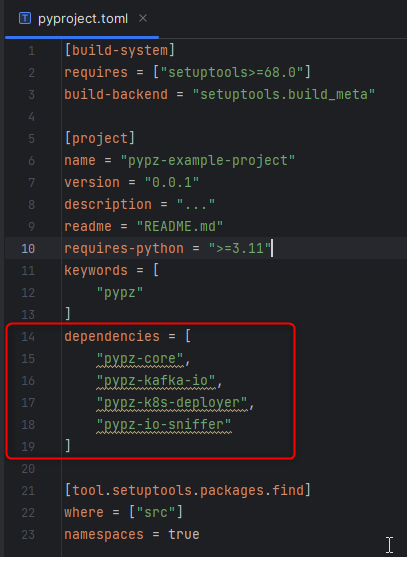 pyproject.toml
1 [build-system]
2 requires = ["setuptools>=68.0"]
3 build-backend = "setuptools.build_meta"
4
5 [project]
6 name = "pypz-example-project"
7 version = "0.0.1"
8 description = "..."
9 readme = "README.md"
10 requires-python = ">=3.11"
11 keywords = [
12     "pypz"
13 ]
14 dependencies = [
15     "pypz-core",
16     "pypz-kafka-io",
17     "pypz-k8s-deployer",
18     "pypz-io-sniffer"
19 ]
20
21 [tool.setuptools.packages.find]
22 where = ["src"]
23 namespaces = true